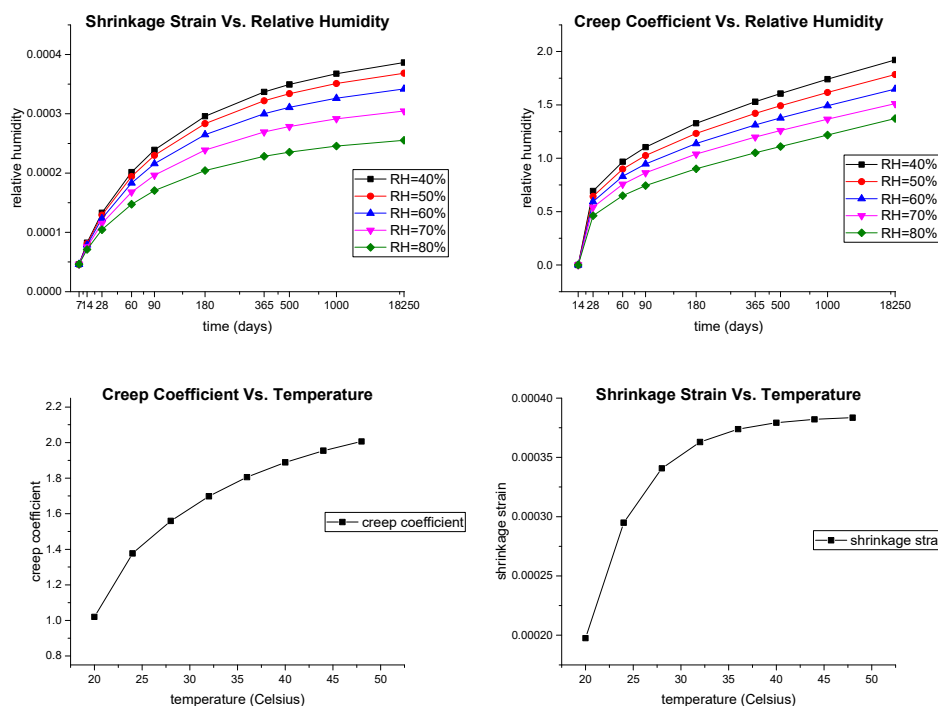 Shrinkage Strain Vs. Relative Humidity
0.0004
0.0003
0.0002
0.0001
0.0000
relative humidity
RH=40%
RH=50%
RH=60%
RH=70%
RH=80%
7 14 28 60 90 180 365 500 1000 18250
time (days)
Creep Coefficient Vs. Relative Humidity
2.0
1.5
1.0
0.5
0.0
relative humidity
RH=40%
RH=50%
RH=60%
RH=70%
RH=80%
14 28 60 90 180 365 500 1000 18250
time (days)
Creep Coefficient Vs. Temperature
2.2
2.0
1.8
1.6
1.4
1.2
1.0
0.8
creep coefficient
creep coefficient
20 25 30 35 40 45 50
temperature (Celsius)
Shrinkage Strain Vs. Temperature
0.00040
0.00035
0.00030
0.00025
0.00020
shrinkage strain
shrinkage stra
20 25 30 35 40 45 50
temperature (Celsius)